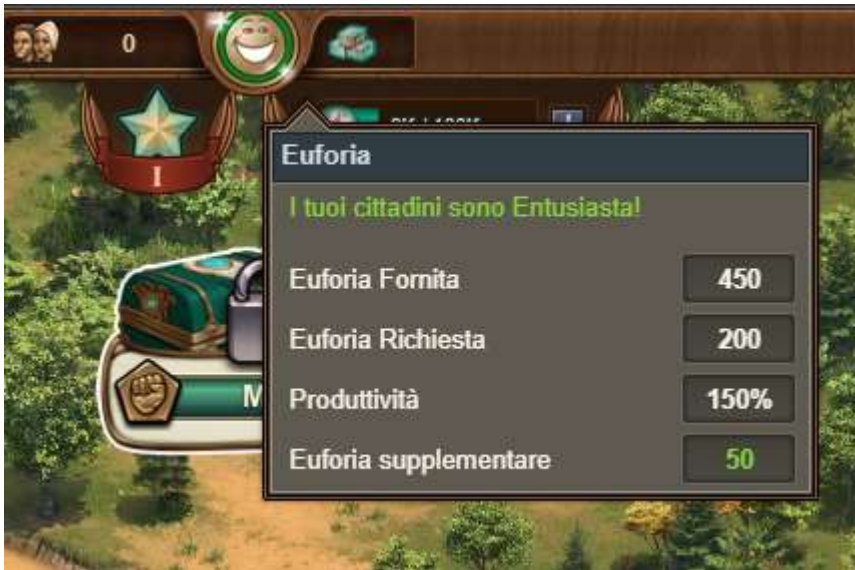 0
I
Euforia
I tuoi cittadini sono Entusiasta!
Euforia Fornita 450
Euforia Richiesta 200
Produttività 150%
Euforia supplementare 50
M